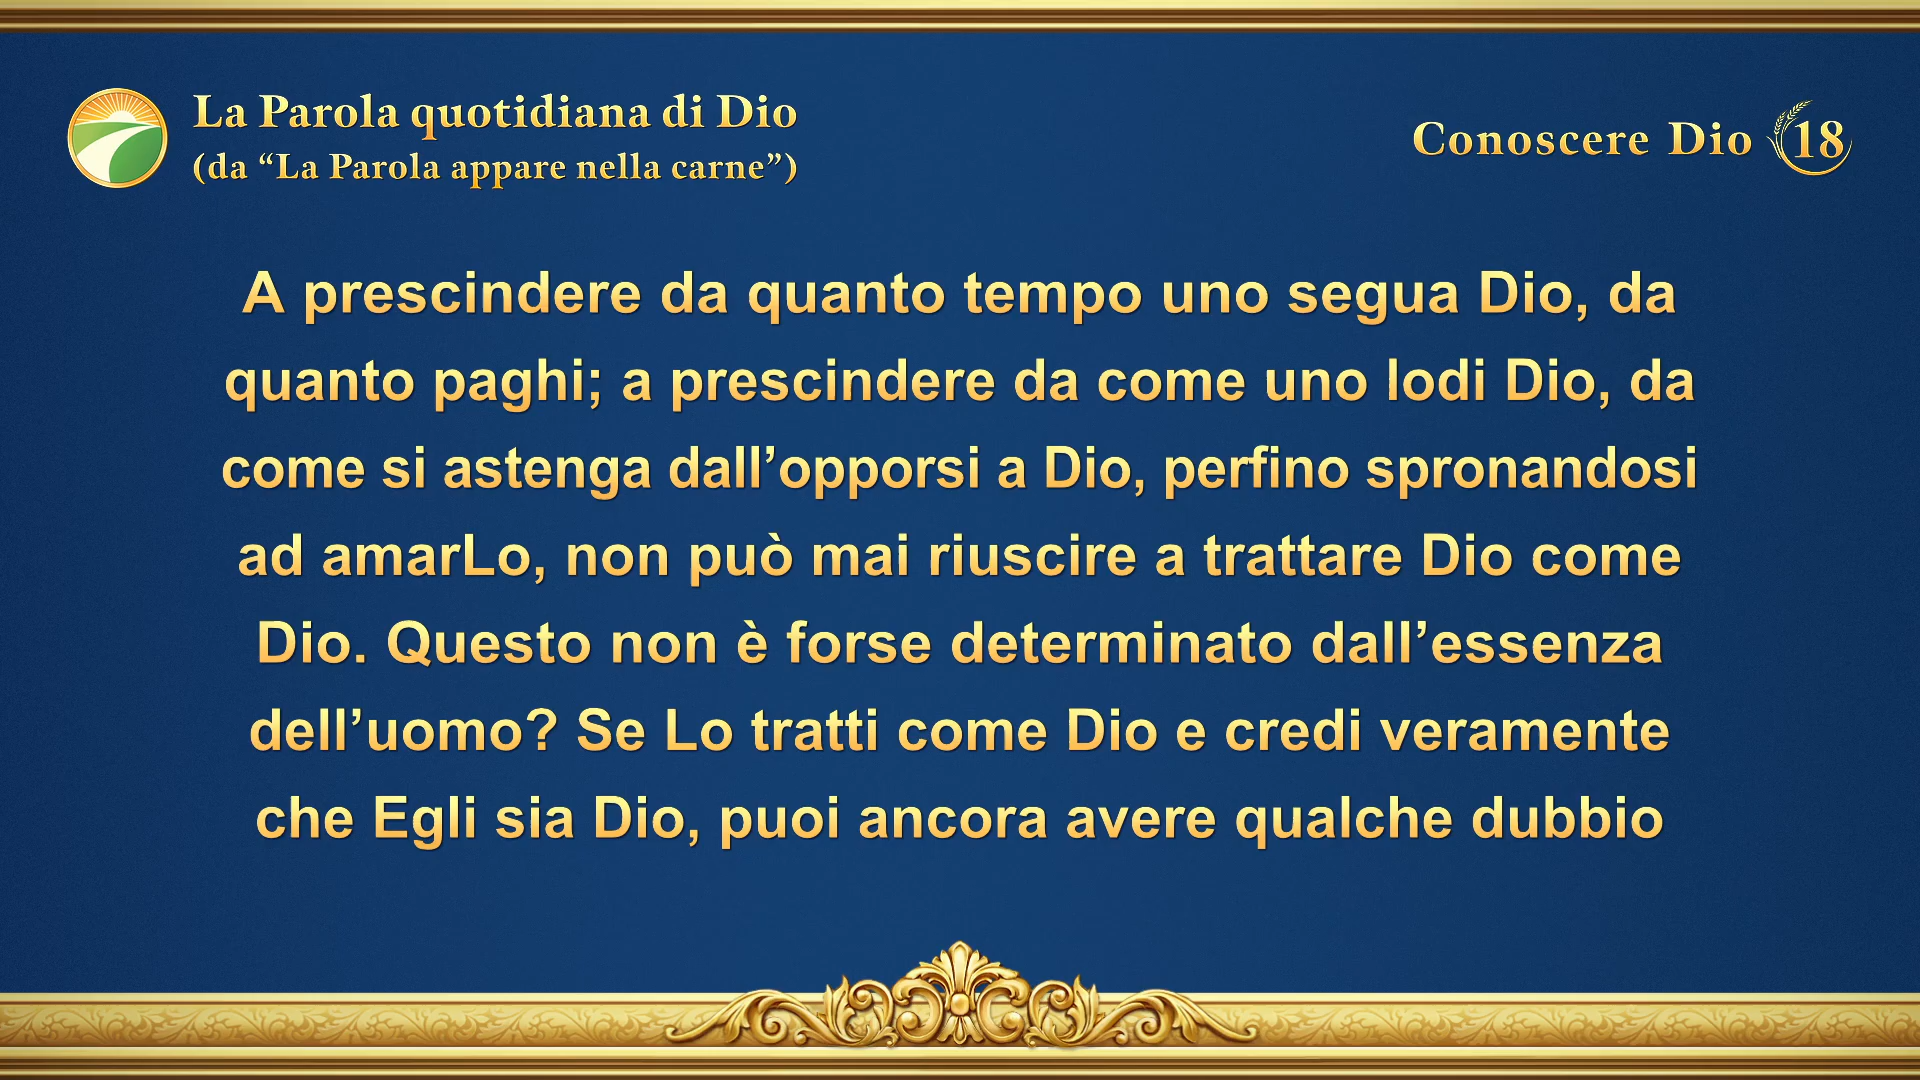 La Parola quotidiana di Dio
(da “La Parola appare nella carne”)
Conoscere Dio 18
A prescindere da quanto tempo uno segua Dio, da
quanto paghi; a prescindere da come uno lodi Dio, da
come si astenga dall’opporsi a Dio, perfino spronandosi
ad amarLo, non può mai riuscire a trattare Dio come
Dio. Questo non è forse determinato dall’essenza
dell’uomo? Se Lo tratti come Dio e credi veramente
che Egli sia Dio, puoi ancora avere qualche dubbio